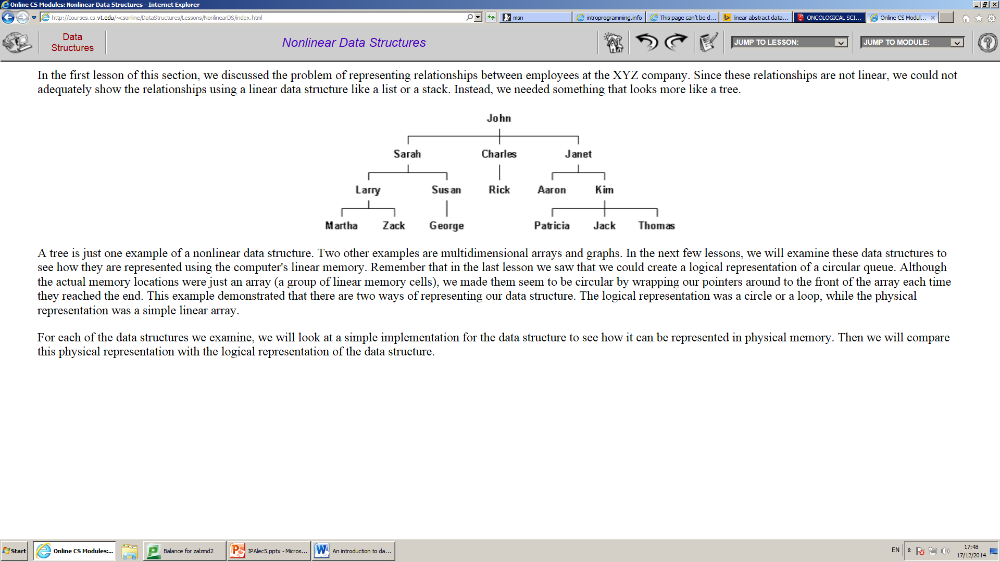 Online CS Modules: Nonlinear Data Structures - Internet Explorer
http://courses.cs.vt.edu/~csonline/DataStructures/Lessons/NonlinearDS/index.html
msn
introprogramming.info
This page can't be d...
linear abstract data...
ONCOLOGICAL SCI...
Online CS Modul...
Data
Structures
Nonlinear Data Structures
JUMP TO LESSON:
JUMP TO MODULE:
In the first lesson of this section, we discussed the problem of representing relationships between employees at the XYZ company. Since these relationships are not linear, we could not
adequately show the relationships using a linear data structure like a list or a stack. Instead, we needed something that looks more like a tree.
John
Sarah Charles Janet
Larry Susan Rick Aaron Kim
Martha Zack George Patricia Jack Thomas
A tree is just one example of a nonlinear data structure. Two other examples are multidimensional arrays and graphs. In the next few lessons, we will examine these data structures to
see how they are represented using the computer's linear memory. Remember that in the last lesson we saw that we could create a logical representation of a circular queue. Although
the actual memory locations were just an array (a group of linear memory cells), we made them seem to be circular by wrapping our pointers around to the front of the array each time
they reached the end. This example demonstrated that there are two ways of representing our data structure. The logical representation was a circle or a loop, while the physical
representation was a simple linear array.
For each of the data structures we examine, we will look at a simple implementation for the data structure to see how it can be represented in physical memory. Then we will compare
this physical representation with the logical representation of the data structure.
Start
Online CS Modules:...
Balance for zalzmd2
IPAlec5.pptx - Micros...
An introduction to da...
EN
17:48
17/12/2014